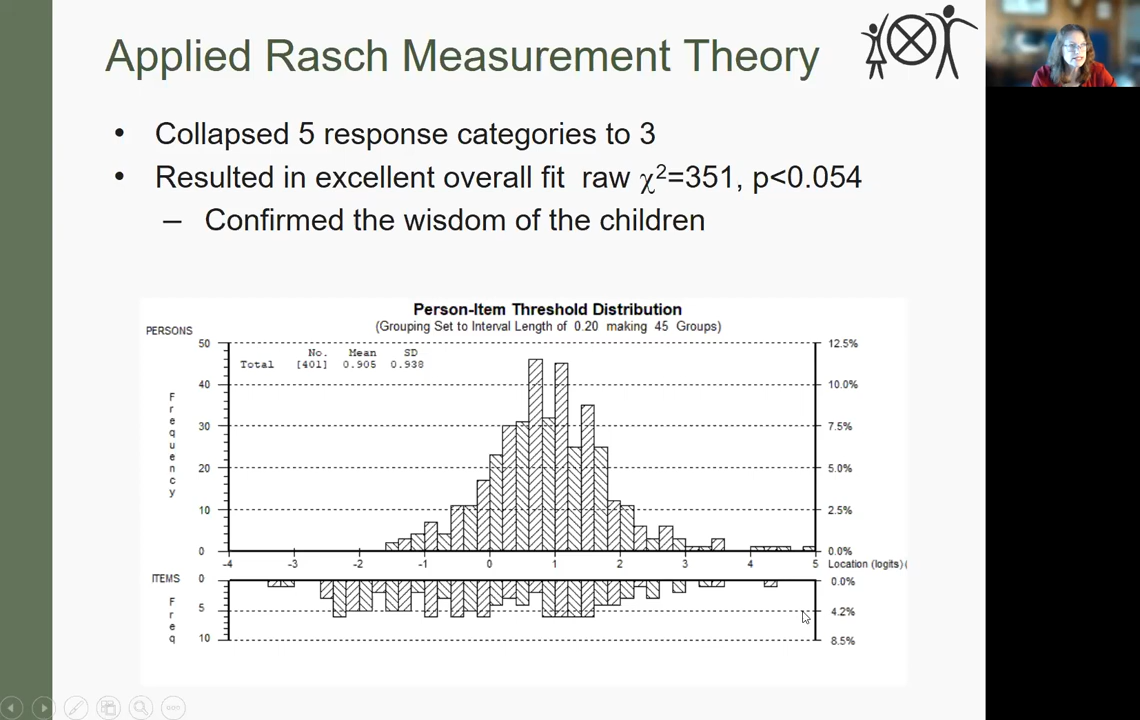 Applied Rasch Measurement Theory
• Collapsed 5 response categories to 3
• Resulted in excellent overall fit raw χ²=351, p<0.054
– Confirmed the wisdom of the children
Person-Item Threshold Distribution
(Grouping Set to Interval Length of 0.20 making 45 Groups)
PERSONS
No. Mean SD
Total [401] 0.905 0.938
Frequency
50 12.5%
40 10.0%
30 7.5%
20 5.0%
10 2.5%
0 0.0%
-4 -3 -2 -1 0 1 2 3 4 5 Location (logits) (
ITEMS 0 0.0%
Freq
5 4.2%
10 8.5%